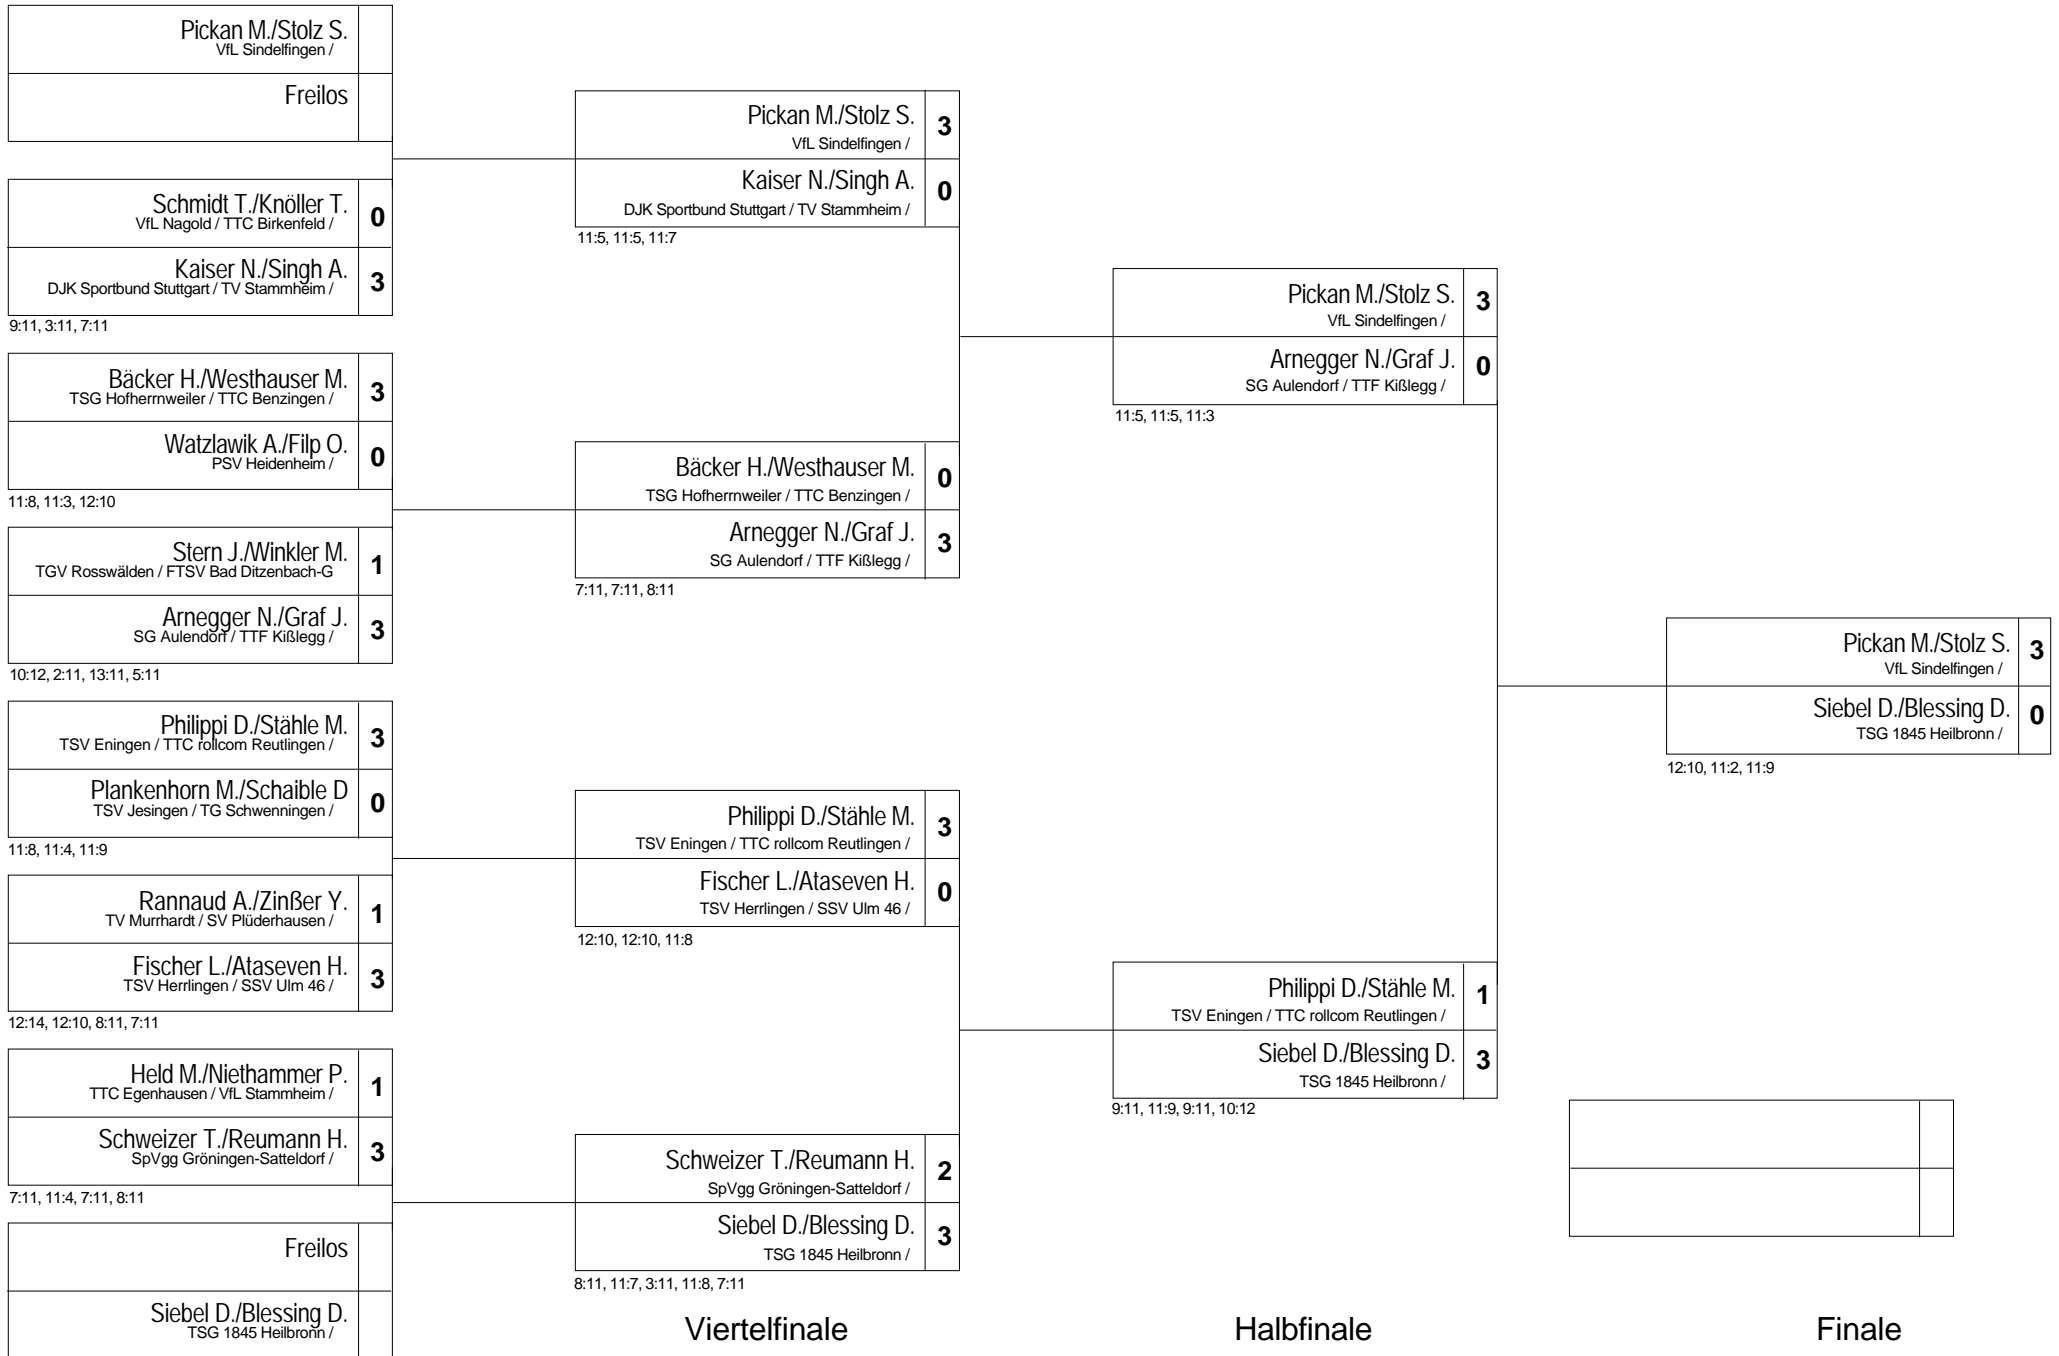 Pickan M./Stolz S.
VfL Sindelfingen /
Freilos
Schmidt T./Knöller T.
VfL Nagold / TTC Birkenfeld /
0
Kaiser N./Singh A.
DJK Sportbund Stuttgart / TV Stammheim /
3
9:11, 3:11, 7:11
Bäcker H./Westhauser M.
TSG Hofherrnweiler / TTC Benzingen /
3
Watzlawik A./Filp O.
PSV Heidenheim /
0
11:8, 11:3, 12:10
Stern J./Winkler M.
TGV Rosswälden / FTSV Bad Ditzenbach-G
1
Arnegger N./Graf J.
SG Aulendorf / TTF Kißlegg /
3
10:12, 2:11, 13:11, 5:11
Philippi D./Stähle M.
TSV Eningen / TTC rollcom Reutlingen /
3
Plankenhorn M./Schaible D
TSV Jesingen / TG Schwenningen /
0
11:8, 11:4, 11:9
Rannaud A./Zinßer Y.
TV Murrhardt / SV Plüderhausen /
1
Fischer L./Ataseven H.
TSV Herrlingen / SSV Ulm 46 /
3
12:14, 12:10, 8:11, 7:11
Held M./Niethammer P.
TTC Egenhausen / VfL Stammheim /
1
Schweizer T./Reumann H.
SpVgg Gröningen-Satteldorf /
3
7:11, 11:4, 7:11, 8:11
Freilos
Siebel D./Blessing D.
TSG 1845 Heilbronn /
Pickan M./Stolz S.
VfL Sindelfingen /
3
Kaiser N./Singh A.
DJK Sportbund Stuttgart / TV Stammheim /
0
11:5, 11:5, 11:7
Bäcker H./Westhauser M.
TSG Hofherrnweiler / TTC Benzingen /
0
Arnegger N./Graf J.
SG Aulendorf / TTF Kißlegg /
3
7:11, 7:11, 8:11
Philippi D./Stähle M.
TSV Eningen / TTC rollcom Reutlingen /
3
Fischer L./Ataseven H.
TSV Herrlingen / SSV Ulm 46 /
0
12:10, 12:10, 11:8
Schweizer T./Reumann H.
SpVgg Gröningen-Satteldorf /
2
Siebel D./Blessing D.
TSG 1845 Heilbronn /
3
8:11, 11:7, 3:11, 11:8, 7:11
Viertelfinale
Pickan M./Stolz S.
VfL Sindelfingen /
3
Arnegger N./Graf J.
SG Aulendorf / TTF Kißlegg /
0
11:5, 11:5, 11:3
Philippi D./Stähle M.
TSV Eningen / TTC rollcom Reutlingen /
1
Siebel D./Blessing D.
TSG 1845 Heilbronn /
3
9:11, 11:9, 9:11, 10:12
Halbfinale
Pickan M./Stolz S.
VfL Sindelfingen /
3
Siebel D./Blessing D.
TSG 1845 Heilbronn /
0
12:10, 11:2, 11:9
Finale